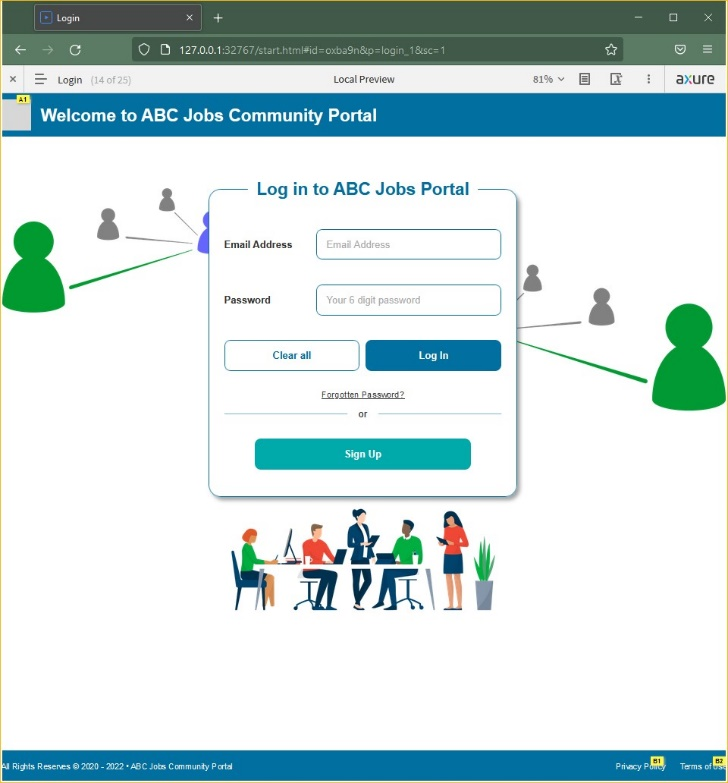 Login
127.0.0.1:32767/start.html#id=oxba9n&p=login_1&sc=1
Login (14 of 25) Local Preview 81% axure
A1
Welcome to ABC Jobs Community Portal
Log in to ABC Jobs Portal
Email Address Email Address
Password Your 6 digit password
Clear all Log In
Forgotten Password?
or
Sign Up
B1 B2
All Rights Reserves © 2020 - 2022 • ABC Jobs Community Portal Privacy Policy Terms of use